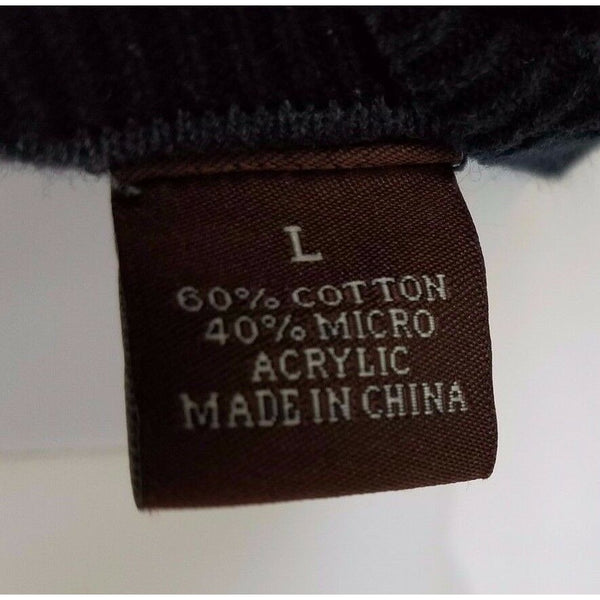 L
60% COTTON
40% MICRO
ACRYLIC
MADE IN CHINA